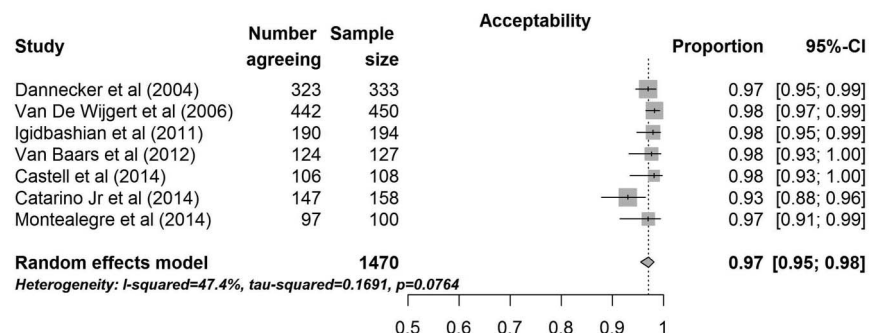 Acceptability
Study Number agreeing Sample size Proportion 95%-CI
Dannecker et al (2004) 323 333 0.97 [0.95; 0.99]
Van De Wijgert et al (2006) 442 450 0.98 [0.97; 0.99]
Igidbashian et al (2011) 190 194 0.98 [0.95; 0.99]
Van Baars et al (2012) 124 127 0.98 [0.93; 1.00]
Castell et al (2014) 106 108 0.98 [0.93; 1.00]
Catarino Jr et al (2014) 147 158 0.93 [0.88; 0.96]
Montealegre et al (2014) 97 100 0.97 [0.91; 0.99]
Random effects model 1470 0.97 [0.95; 0.98]
Heterogeneity: I-squared=47.4%, tau-squared=0.1691, p=0.0764
0.5 0.6 0.7 0.8 0.9 1